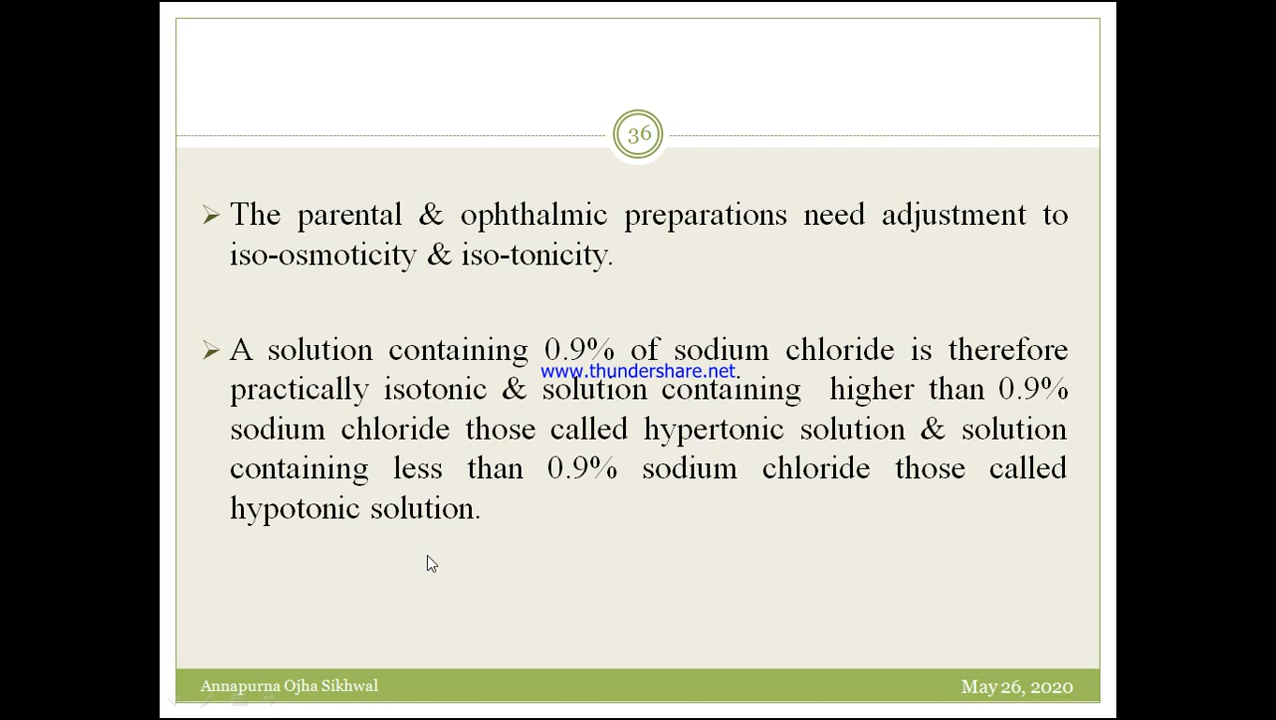 36
The parental & ophthalmic preparations need adjustment to
iso-osmoticity & iso-tonicity.
A solution containing 0.9% of sodium chloride is therefore
www.thundershare.net.
practically isotonic & solution containing higher than 0.9%
sodium chloride those called hypertonic solution & solution
containing less than 0.9% sodium chloride those called
hypotonic solution.
Annapurna Ojha Sikhwal
May 26, 2020